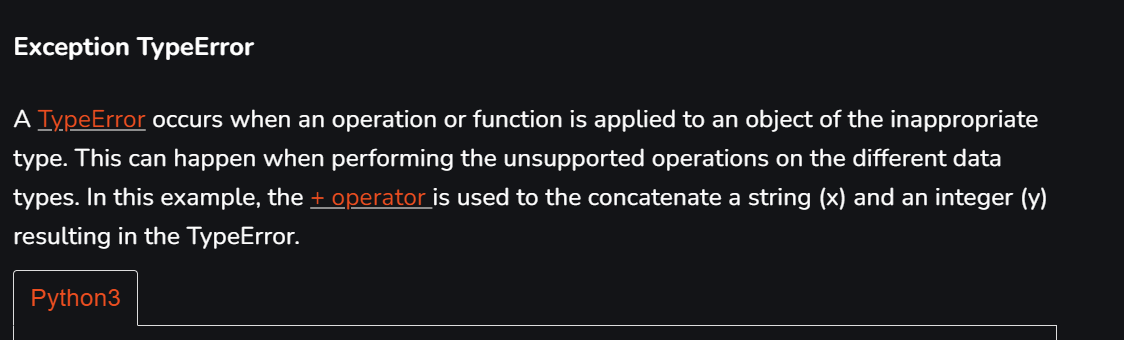 Exception TypeError
A TypeError occurs when an operation or function is applied to an object of the inappropriate
type. This can happen when performing the unsupported operations on the different data
types. In this example, the + operator is used to the concatenate a string (x) and an integer (y)
resulting in the TypeError.
Python3